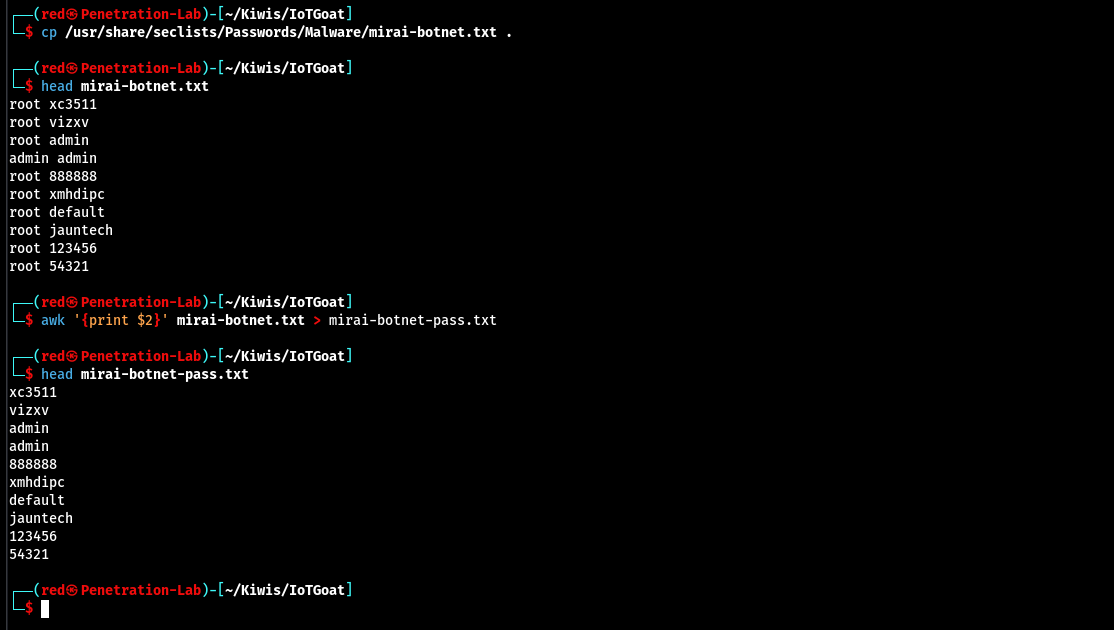 ┌──(red㉿Penetration-Lab)-[~/Kiwis/IoTGoat]
└─$ cp /usr/share/seclists/Passwords/Malware/mirai-botnet.txt .
┌──(red㉿Penetration-Lab)-[~/Kiwis/IoTGoat]
└─$ head mirai-botnet.txt
root xc3511
root vizxv
root admin
admin admin
root 888888
root xmhdipc
root default
root jauntech
root 123456
root 54321
┌──(red㉿Penetration-Lab)-[~/Kiwis/IoTGoat]
└─$ awk '{print $2}' mirai-botnet.txt > mirai-botnet-pass.txt
┌──(red㉿Penetration-Lab)-[~/Kiwis/IoTGoat]
└─$ head mirai-botnet-pass.txt
xc3511
vizxv
admin
admin
888888
xmhdipc
default
jauntech
123456
54321
┌──(red㉿Penetration-Lab)-[~/Kiwis/IoTGoat]
└─$